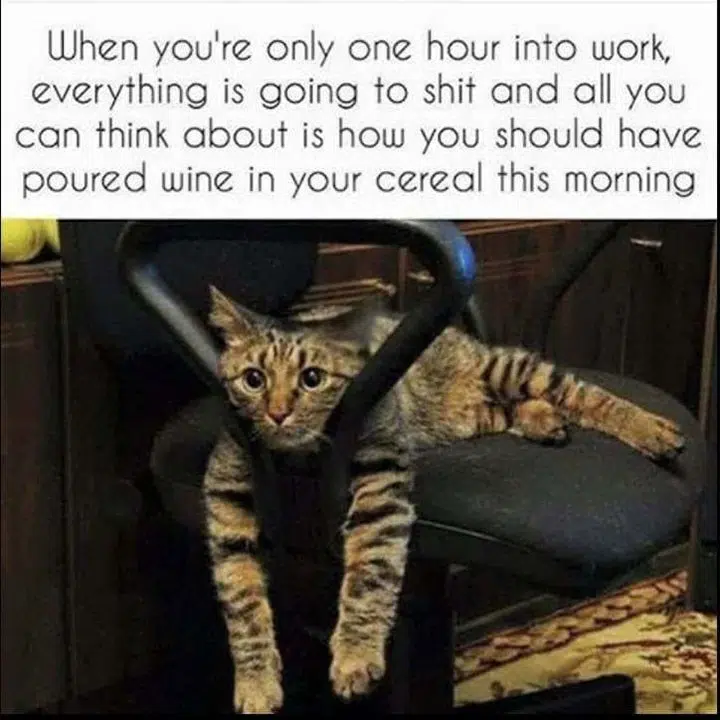 When you're only one hour into work,
everything is going to shit and all you
can think about is how you should have
poured wine in your cereal this morning